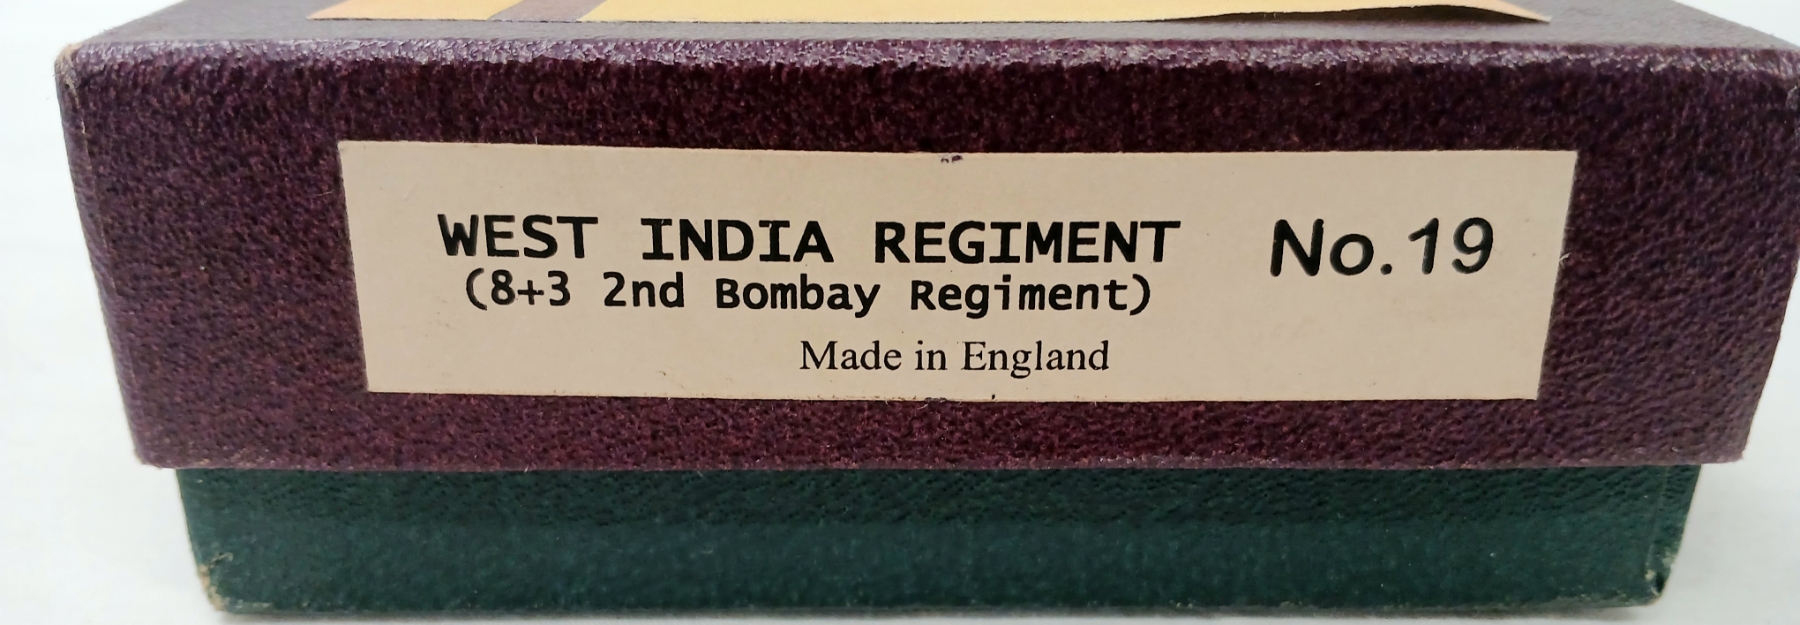 WEST INDIA REGIMENT No.19
(8+3 2nd Bombay Regiment)
Made in England